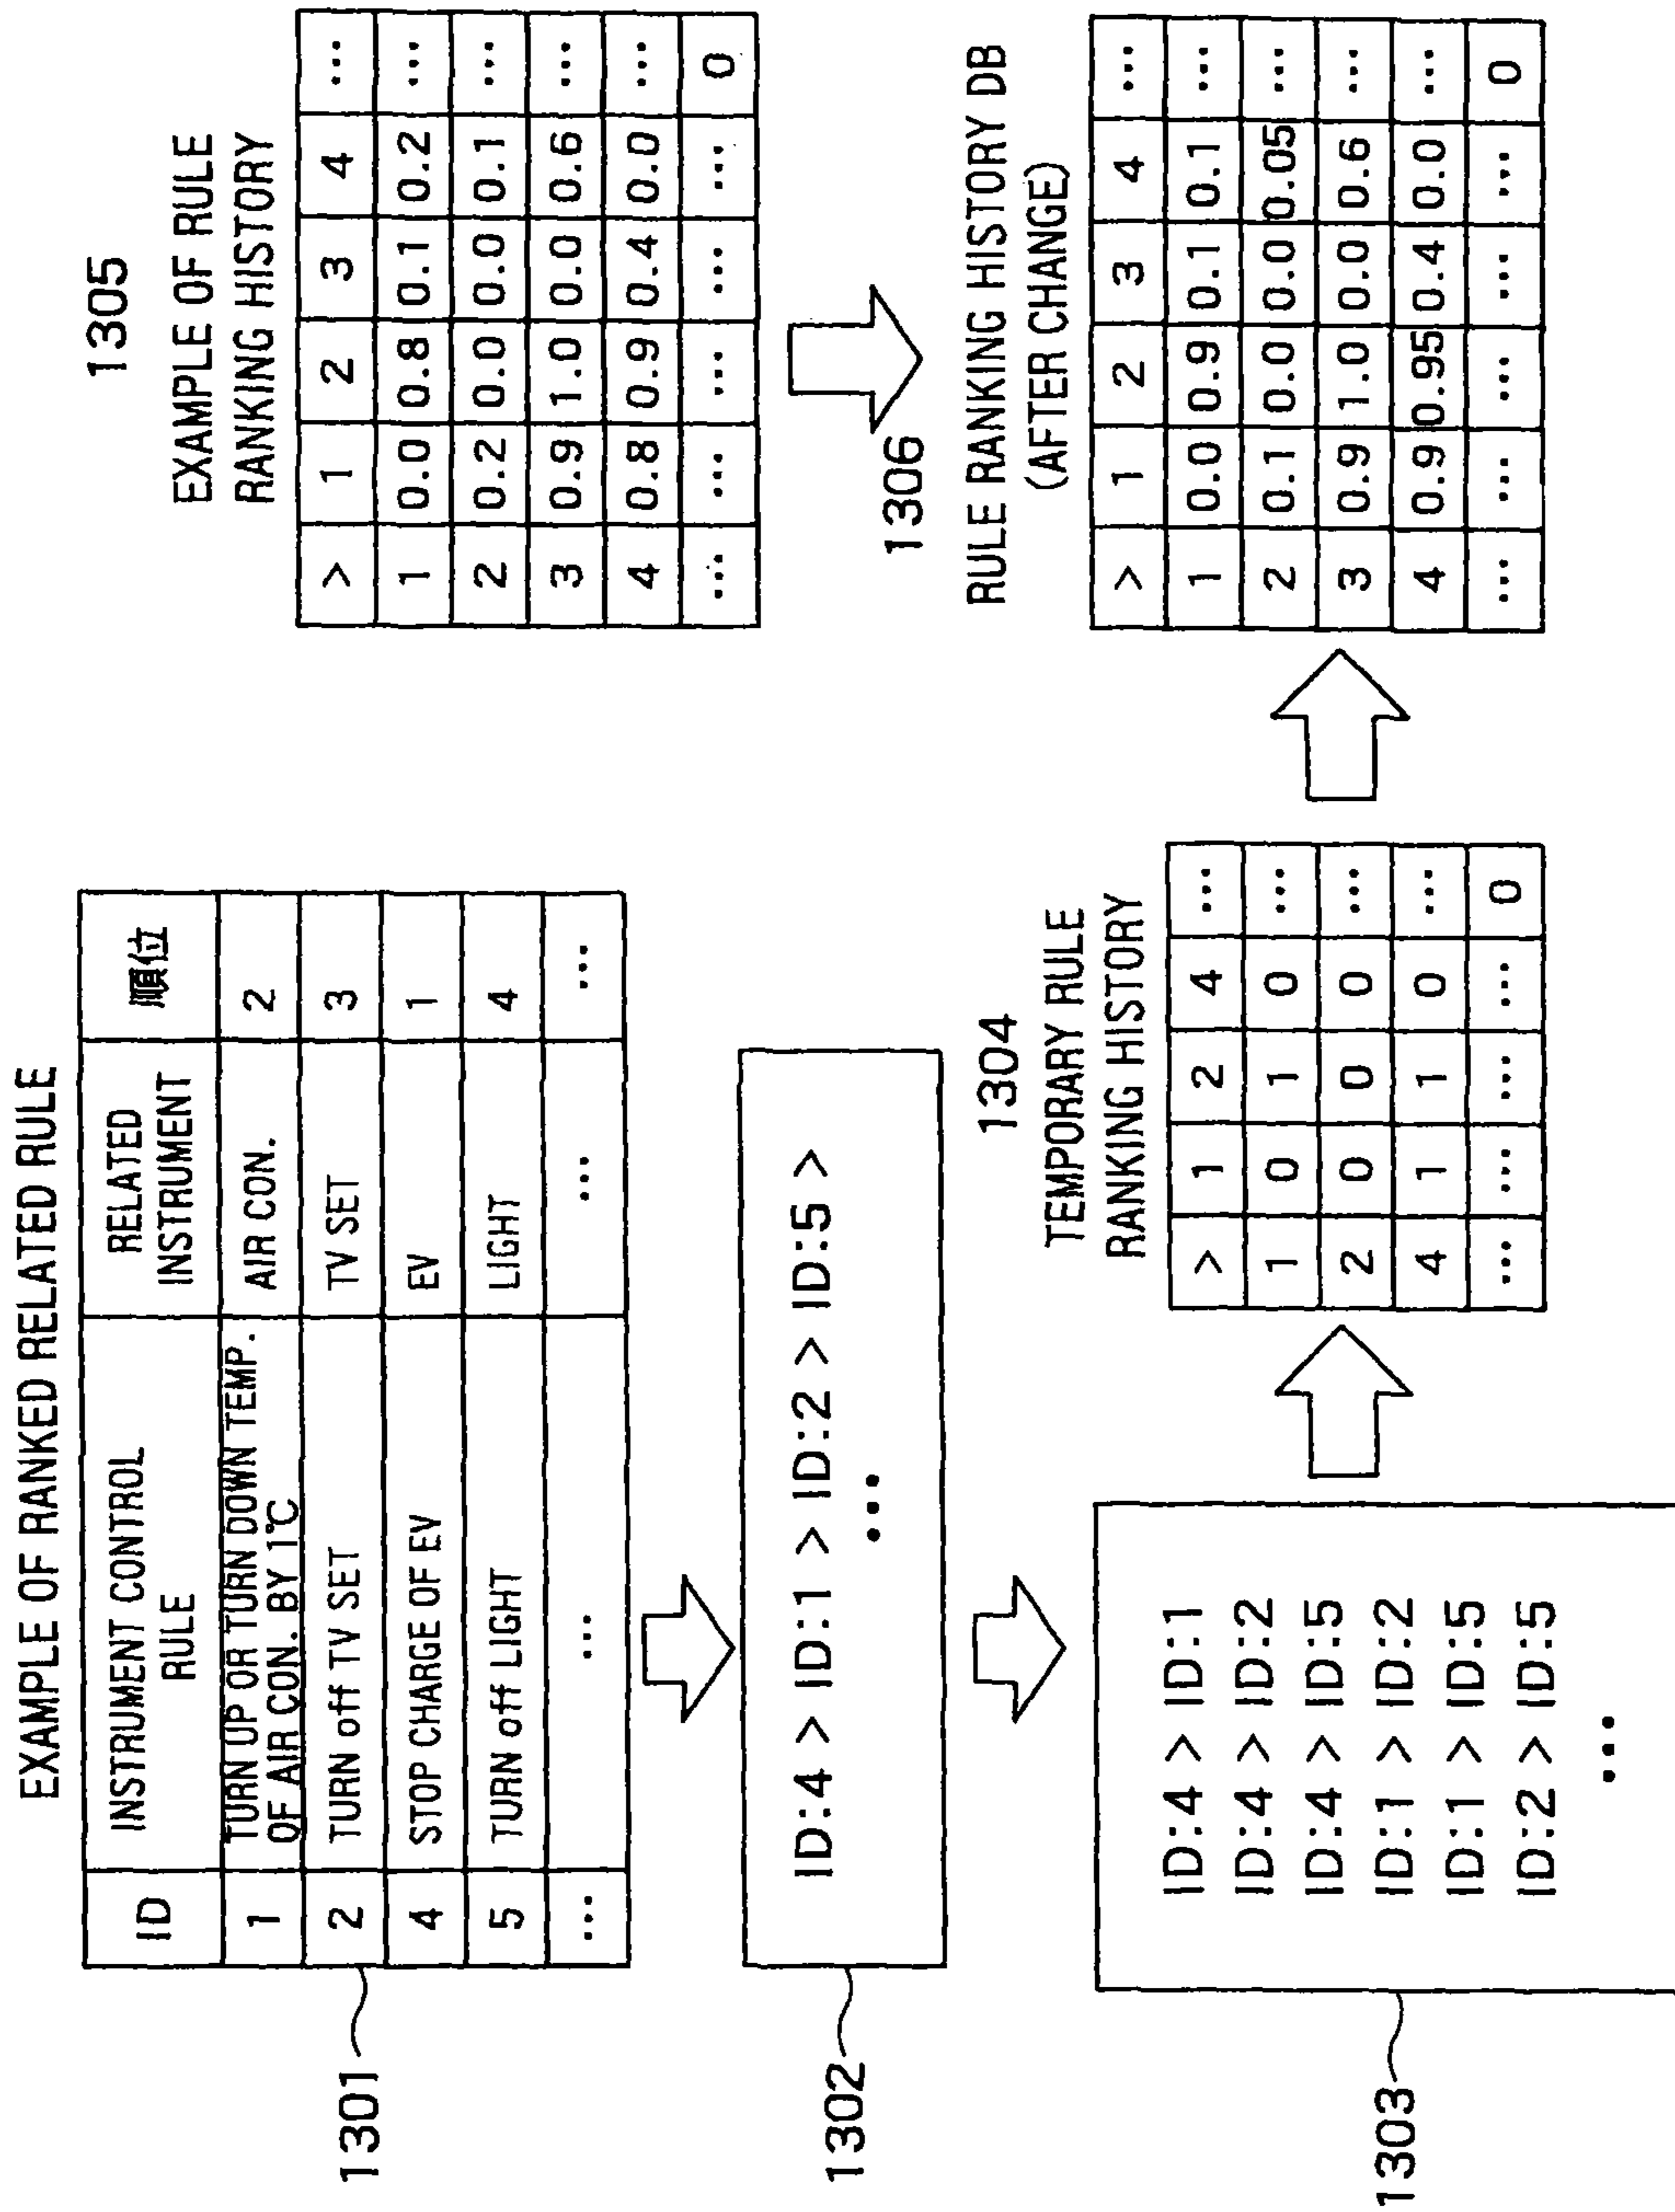 EXAMPLE OF RANKED RELATED RULE
ID INSTRUMENT CONTROL RULE RELATED INSTRUMENT 順位
1 TURN UP OR TURN DOWN TEMP. OF AIR CON. BY 1℃ AIR CON. 2
2 TURN off TV SET TV SET 3
4 STOP CHARGE OF EV EV 1
5 TURN off LIGHT LIGHT 4
... ... ... ...
1301
ID:4 > ID:1 > ID:2 > ID:5 >
...
1302
ID:4 > ID:1
ID:4 > ID:2
ID:4 > ID:5
ID:1 > ID:2
ID:1 > ID:5
ID:2 > ID:5
...
1303
1304
TEMPORARY RULE
RANKING HISTORY
> 1 2 4 ...
1 0 1 0 ...
2 0 0 0 ...
4 1 1 0 ...
... ... ... ... 0
1305
EXAMPLE OF RULE
RANKING HISTORY
> 1 2 3 4 ...
1 0.0 0.8 0.1 0.2 ...
2 0.2 0.0 0.0 0.1 ...
3 0.9 1.0 0.0 0.6 ...
4 0.8 0.9 0.4 0.0 ...
... ... ... ... ... 0
1306
RULE RANKING HISTORY DB
(AFTER CHANGE)
> 1 2 3 4 ...
1 0.0 0.9 0.1 0.1 ...
2 0.1 0.0 0.0 0.05 ...
3 0.9 1.0 0.0 0.6 ...
4 0.9 0.95 0.4 0.0 ...
... ... ... ... ... 0